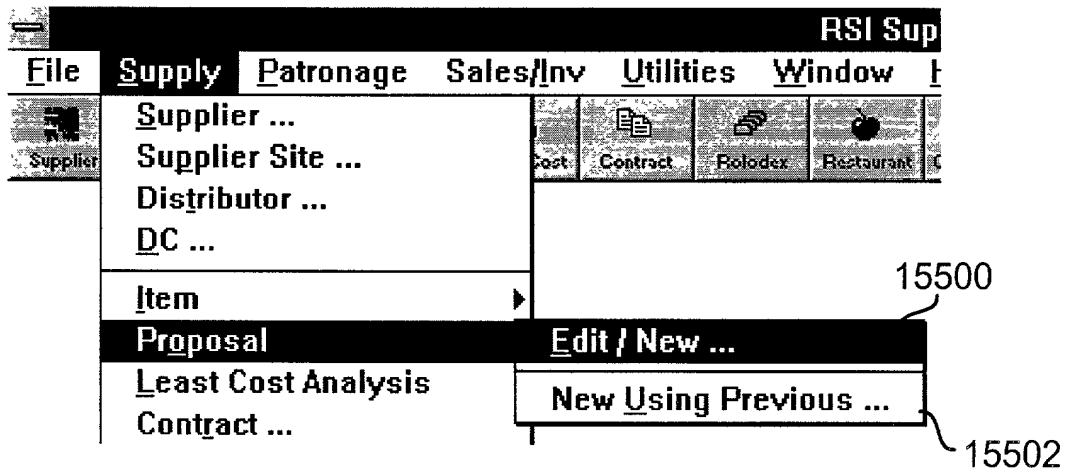 RSI Sup
File Supply Patronage Sales/Inv Utilities Window H
Supplier Cost Contract Rolodex Restaurant
Supplier ...
Supplier Site ...
Distributor ...
DC ...
Item
Proposal
Least Cost Analysis
Contract ...
Edit / New ...
New Using Previous ...
15500
15502